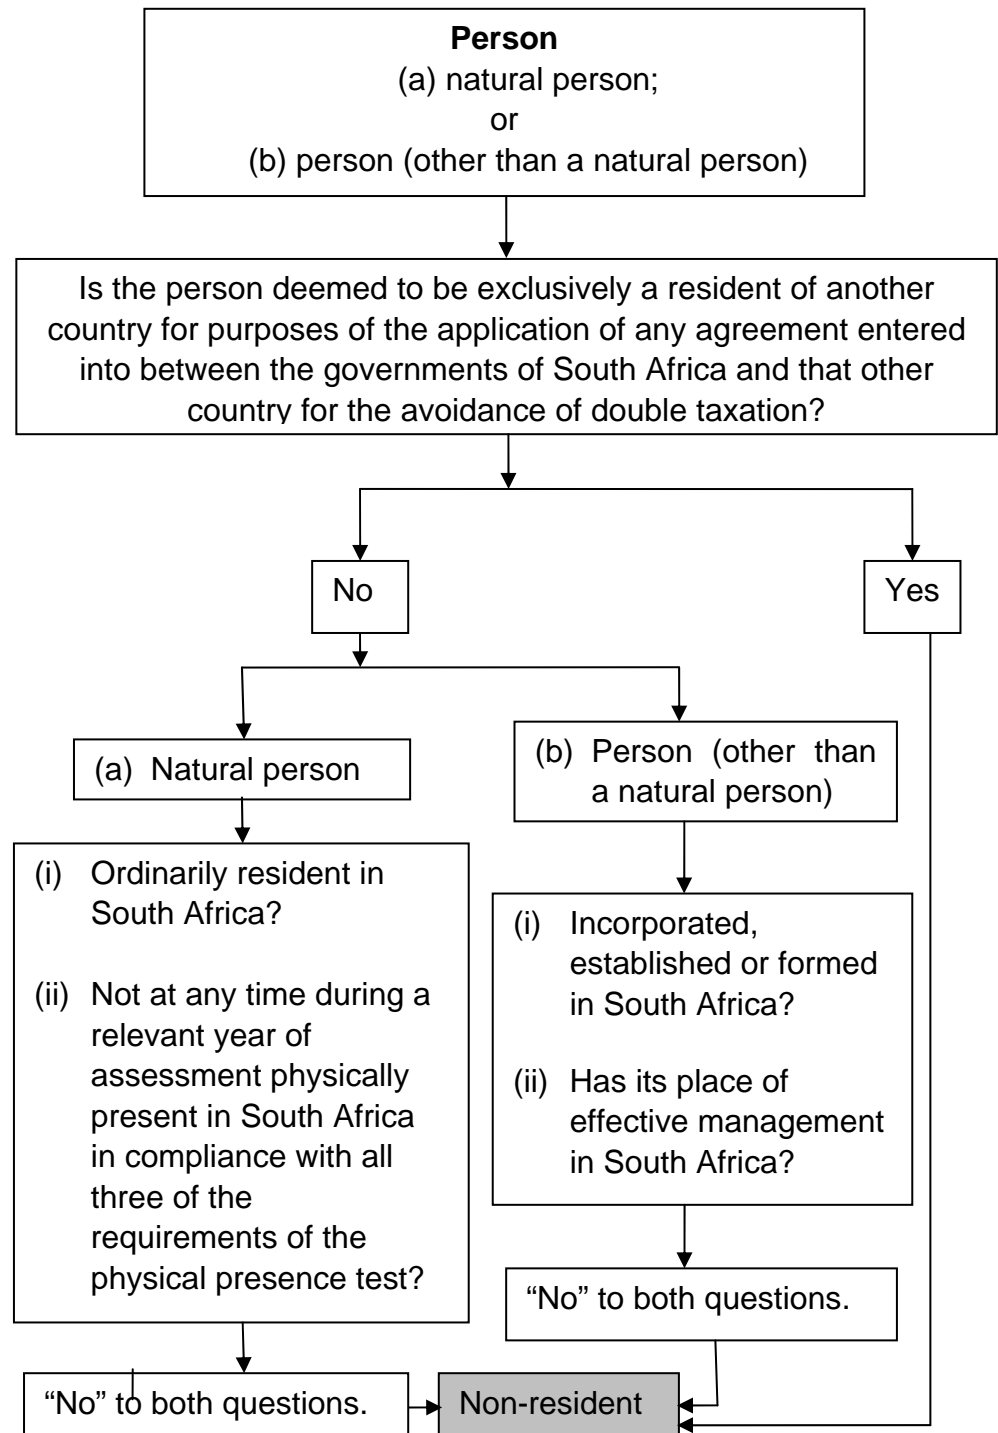 Person
(a) natural person;
or
(b) person (other than a natural person)
Is the person deemed to be exclusively a resident of another
country for purposes of the application of any agreement entered
into between the governments of South Africa and that other
country for the avoidance of double taxation?
No
Yes
(a) Natural person
(b) Person (other than
a natural person)
(i) Ordinarily resident in
South Africa?
(ii) Not at any time during a
relevant year of
assessment physically
present in South Africa
in compliance with all
three of the
requirements of the
physical presence test?
(i) Incorporated,
established or formed
in South Africa?
(ii) Has its place of
effective management
in South Africa?
“No” to both questions.
“No” to both questions.
Non-resident